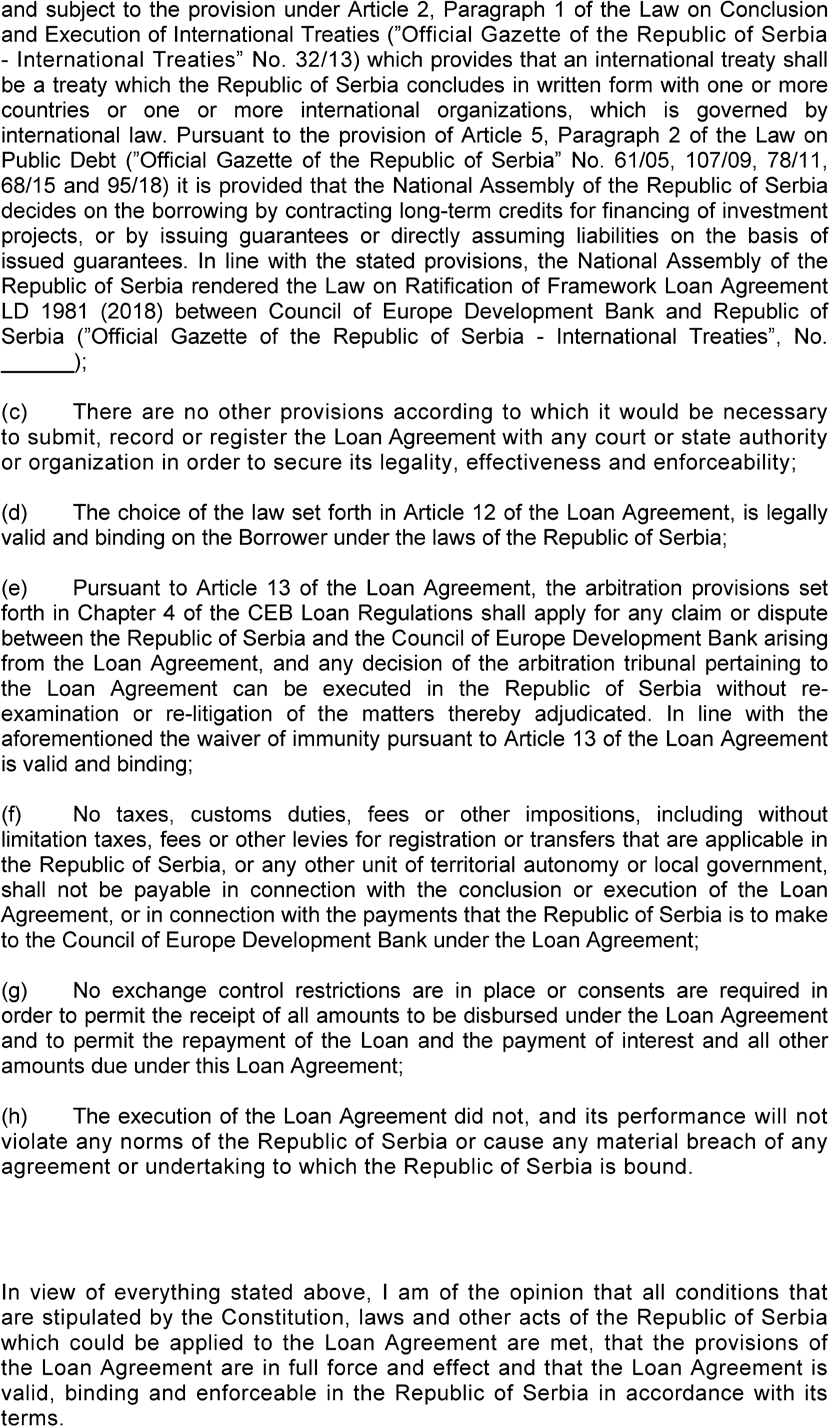 and subject to the provision under Article 2, Paragraph 1 of the Law on Conclusion
and Execution of International Treaties (”Official Gazette of the Republic of Serbia
- International Treaties” No. 32/13) which provides that an international treaty shall
be a treaty which the Republic of Serbia concludes in written form with one or more
countries or one or more international organizations, which is governed by
international law. Pursuant to the provision of Article 5, Paragraph 2 of the Law on
Public Debt (”Official Gazette of the Republic of Serbia” No. 61/05, 107/09, 78/11,
68/15 and 95/18) it is provided that the National Assembly of the Republic of Serbia
decides on the borrowing by contracting long-term credits for financing of investment
projects, or by issuing guarantees or directly assuming liabilities on the basis of
issued guarantees. In line with the stated provisions, the National Assembly of the
Republic of Serbia rendered the Law on Ratification of Framework Loan Agreement
LD 1981 (2018) between Council of Europe Development Bank and Republic of
Serbia (”Official Gazette of the Republic of Serbia - International Treaties”, No.
______);
(c) There are no other provisions according to which it would be necessary
to submit, record or register the Loan Agreement with any court or state authority
or organization in order to secure its legality, effectiveness and enforceability;
(d) The choice of the law set forth in Article 12 of the Loan Agreement, is legally
valid and binding on the Borrower under the laws of the Republic of Serbia;
(e) Pursuant to Article 13 of the Loan Agreement, the arbitration provisions set
forth in Chapter 4 of the CEB Loan Regulations shall apply for any claim or dispute
between the Republic of Serbia and the Council of Europe Development Bank arising
from the Loan Agreement, and any decision of the arbitration tribunal pertaining to
the Loan Agreement can be executed in the Republic of Serbia without re-
examination or re-litigation of the matters thereby adjudicated. In line with the
aforementioned the waiver of immunity pursuant to Article 13 of the Loan Agreement
is valid and binding;
(f) No taxes, customs duties, fees or other impositions, including without
limitation taxes, fees or other levies for registration or transfers that are applicable in
the Republic of Serbia, or any other unit of territorial autonomy or local government,
shall not be payable in connection with the conclusion or execution of the Loan
Agreement, or in connection with the payments that the Republic of Serbia is to make
to the Council of Europe Development Bank under the Loan Agreement;
(g) No exchange control restrictions are in place or consents are required in
order to permit the receipt of all amounts to be disbursed under the Loan Agreement
and to permit the repayment of the Loan and the payment of interest and all other
amounts due under this Loan Agreement;
(h) The execution of the Loan Agreement did not, and its performance will not
violate any norms of the Republic of Serbia or cause any material breach of any
agreement or undertaking to which the Republic of Serbia is bound.
In view of everything stated above, I am of the opinion that all conditions that
are stipulated by the Constitution, laws and other acts of the Republic of Serbia
which could be applied to the Loan Agreement are met, that the provisions of
the Loan Agreement are in full force and effect and that the Loan Agreement is
valid, binding and enforceable in the Republic of Serbia in accordance with its
terms.